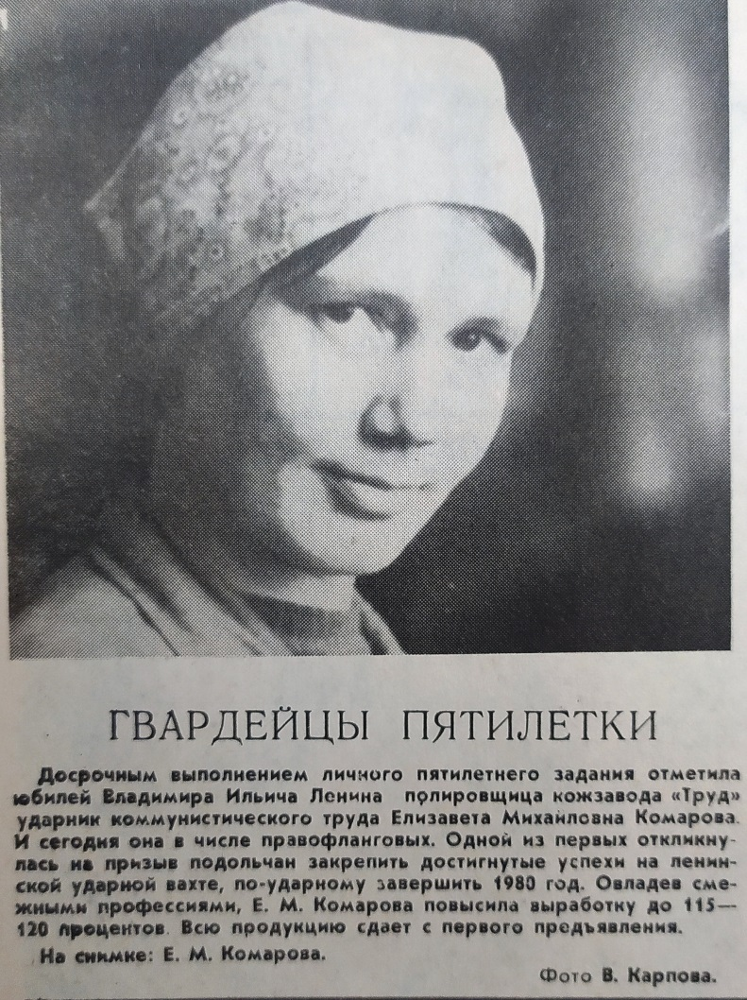 ГВАРДЕЙЦЫ ПЯТИЛЕТКИ
Досрочным выполнением личного пятилетнего задания отметила
юбилей Владимира Ильича Ленина полировщица кожзавода «Труд»
ударник коммунистического труда Елизавета Михайловна Комарова.
И сегодня она в числе правофланговых. Одной из первых откликну-
лась на призыв подольчан закрепить достигнутые успехи на ленин-
ской ударной вахте, по-ударному завершить 1980 год. Овладев сме-
жными профессиями, Е. М. Комарова повысила выработку до 115—
120 процентов. Всю продукцию сдает с первого предъявления.
На снимке: Е. М. Комарова.
Фото В. Карпова.